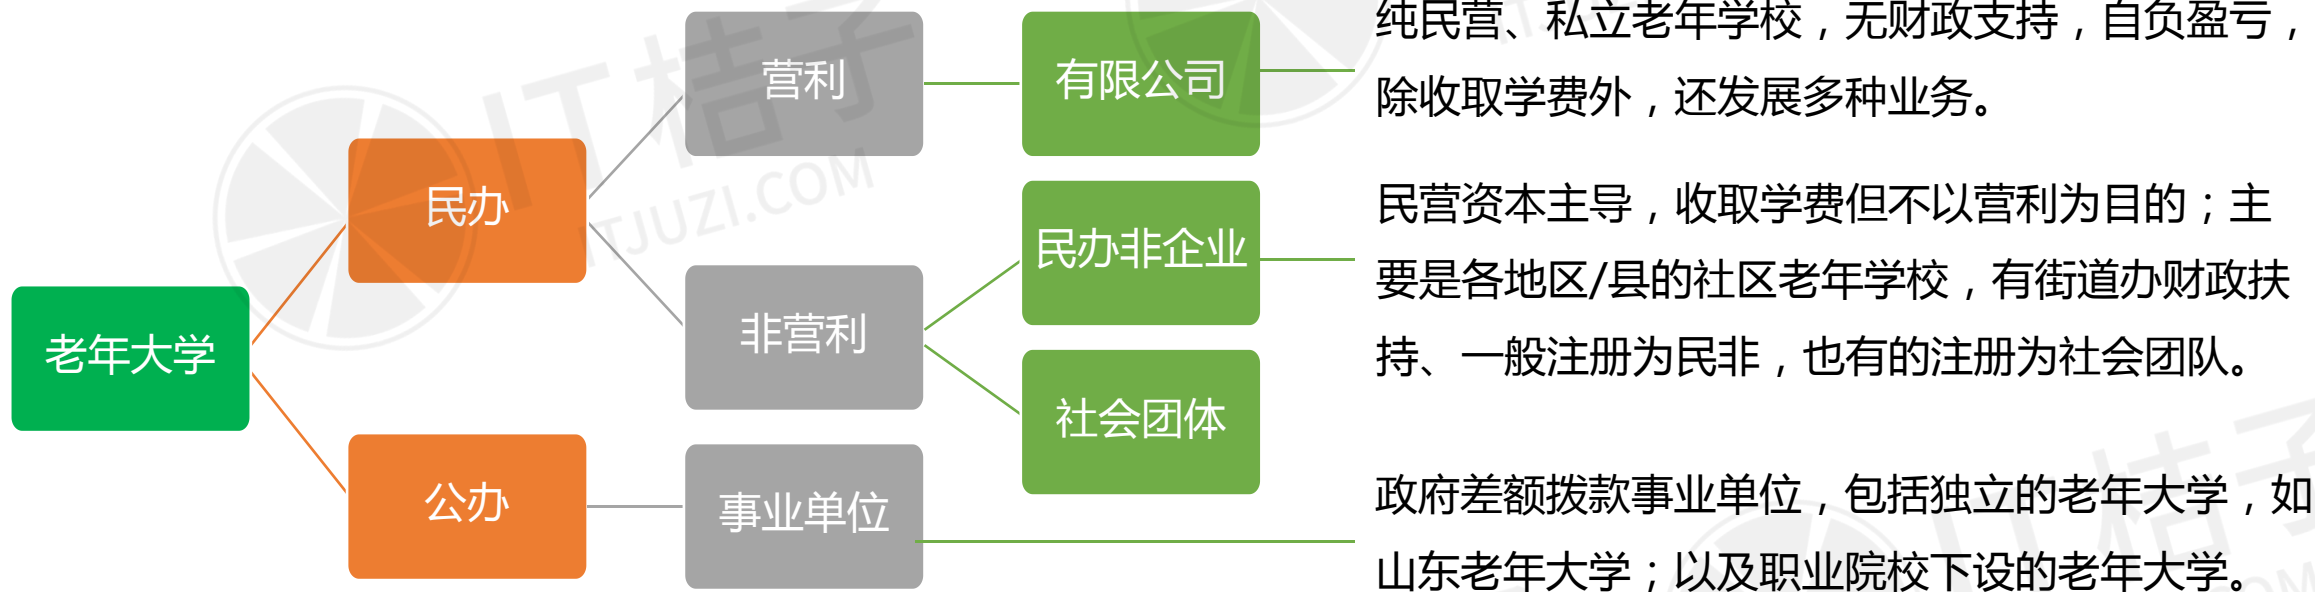 老年大学
民办
公办
营利
非营利
事业单位
有限公司
民办非企业
社会团体
纯民营、私立老年学校，无财政支持，自负盈亏，
除收取学费外，还发展多种业务。
民营资本主导，收取学费但不以营利为目的；主
要是各地区/县的社区老年学校，有街道办财政扶
持、一般注册为民非，也有的注册为社会团队。
政府差额拨款事业单位，包括独立的老年大学，如
山东老年大学；以及职业院校下设的老年大学。
IT桔子
ITJUZI.COM